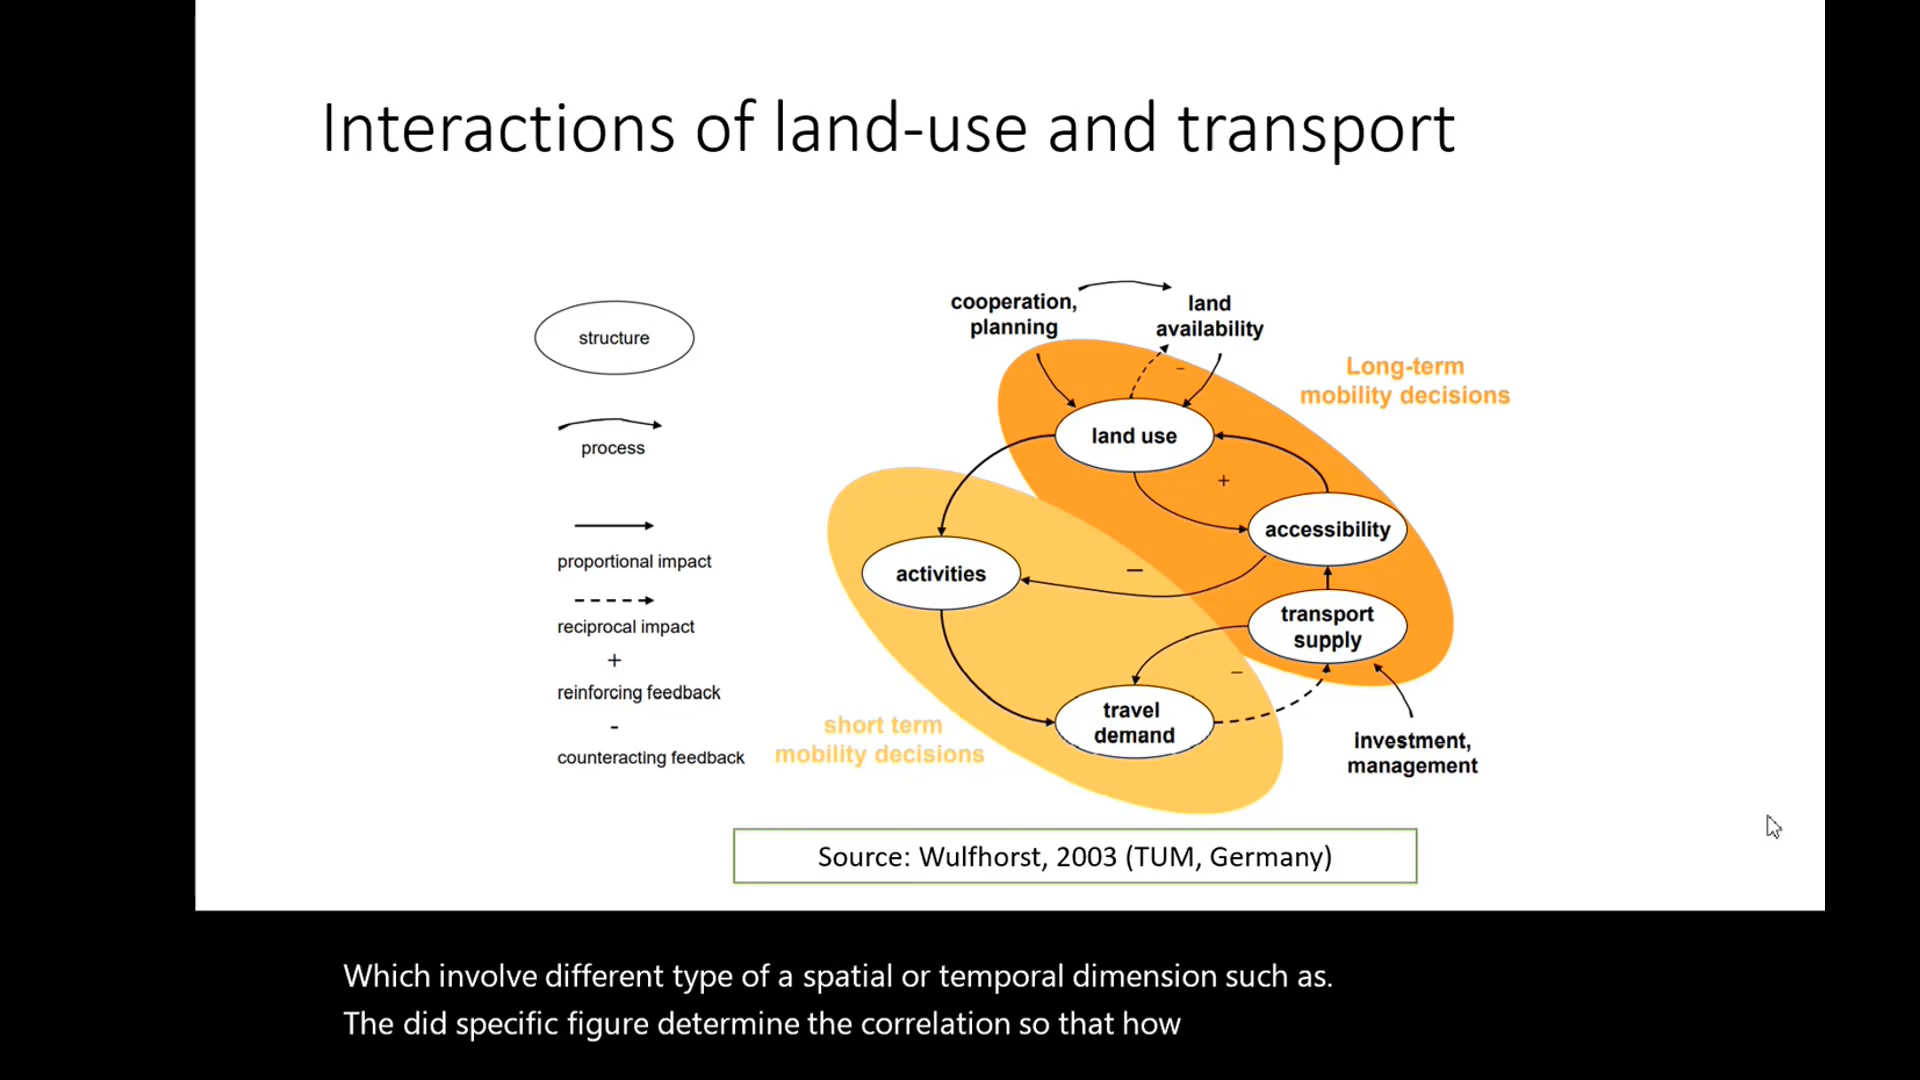 Interactions of land-use and transport
structure
process
proportional impact
reciprocal impact
+
reinforcing feedback
-
counteracting feedback
cooperation,
planning
land
availability
Long-term
mobility decisions
-
land use
+
accessibility
activities
−
transport
supply
−
travel
demand
short term
mobility decisions
investment,
management
Source: Wulfhorst, 2003 (TUM, Germany)
Which involve different type of a spatial or temporal dimension such as.
The did specific figure determine the correlation so that how